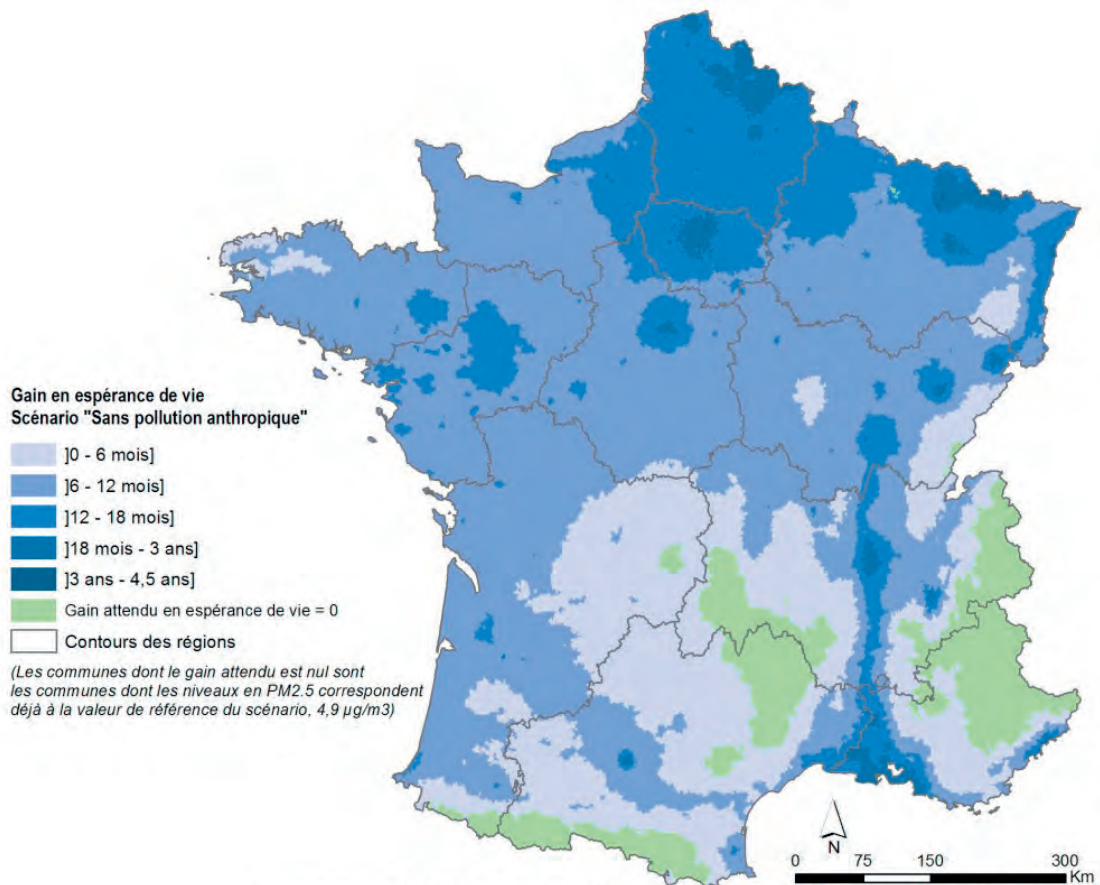 Gain en espérance de vie
Scénario "Sans pollution anthropique"
]0 - 6 mois]
]6 - 12 mois]
]12 - 18 mois]
]18 mois - 3 ans]
]3 ans - 4,5 ans]
Gain attendu en espérance de vie = 0
Contours des régions
(Les communes dont le gain attendu est nul sont
les communes dont les niveaux en PM2.5 correspondent
déjà à la valeur de référence du scénario, 4,9 µg/m3)
N
0 75 150 300
Km